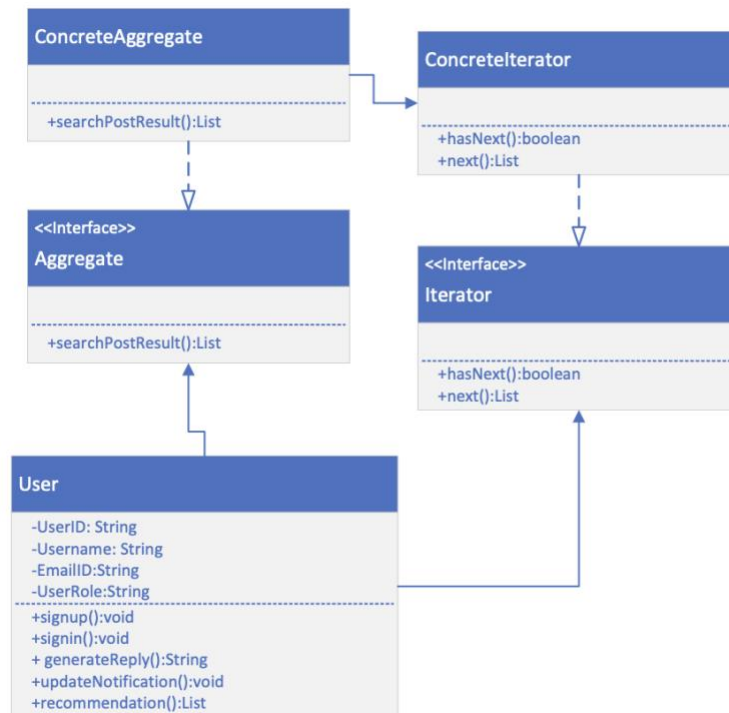 ConcreteAggregate
+searchPostResult():List
ConcreteIterator
+hasNext():boolean
+next():List
<<Interface>>
Aggregate
+searchPostResult():List
<<Interface>>
Iterator
+hasNext():boolean
+next():List
User
-UserID: String
-Username: String
-EmailID:String
-UserRole:String
+signup():void
+signin():void
+ generateReply():String
+updateNotification():void
+recommendation():List